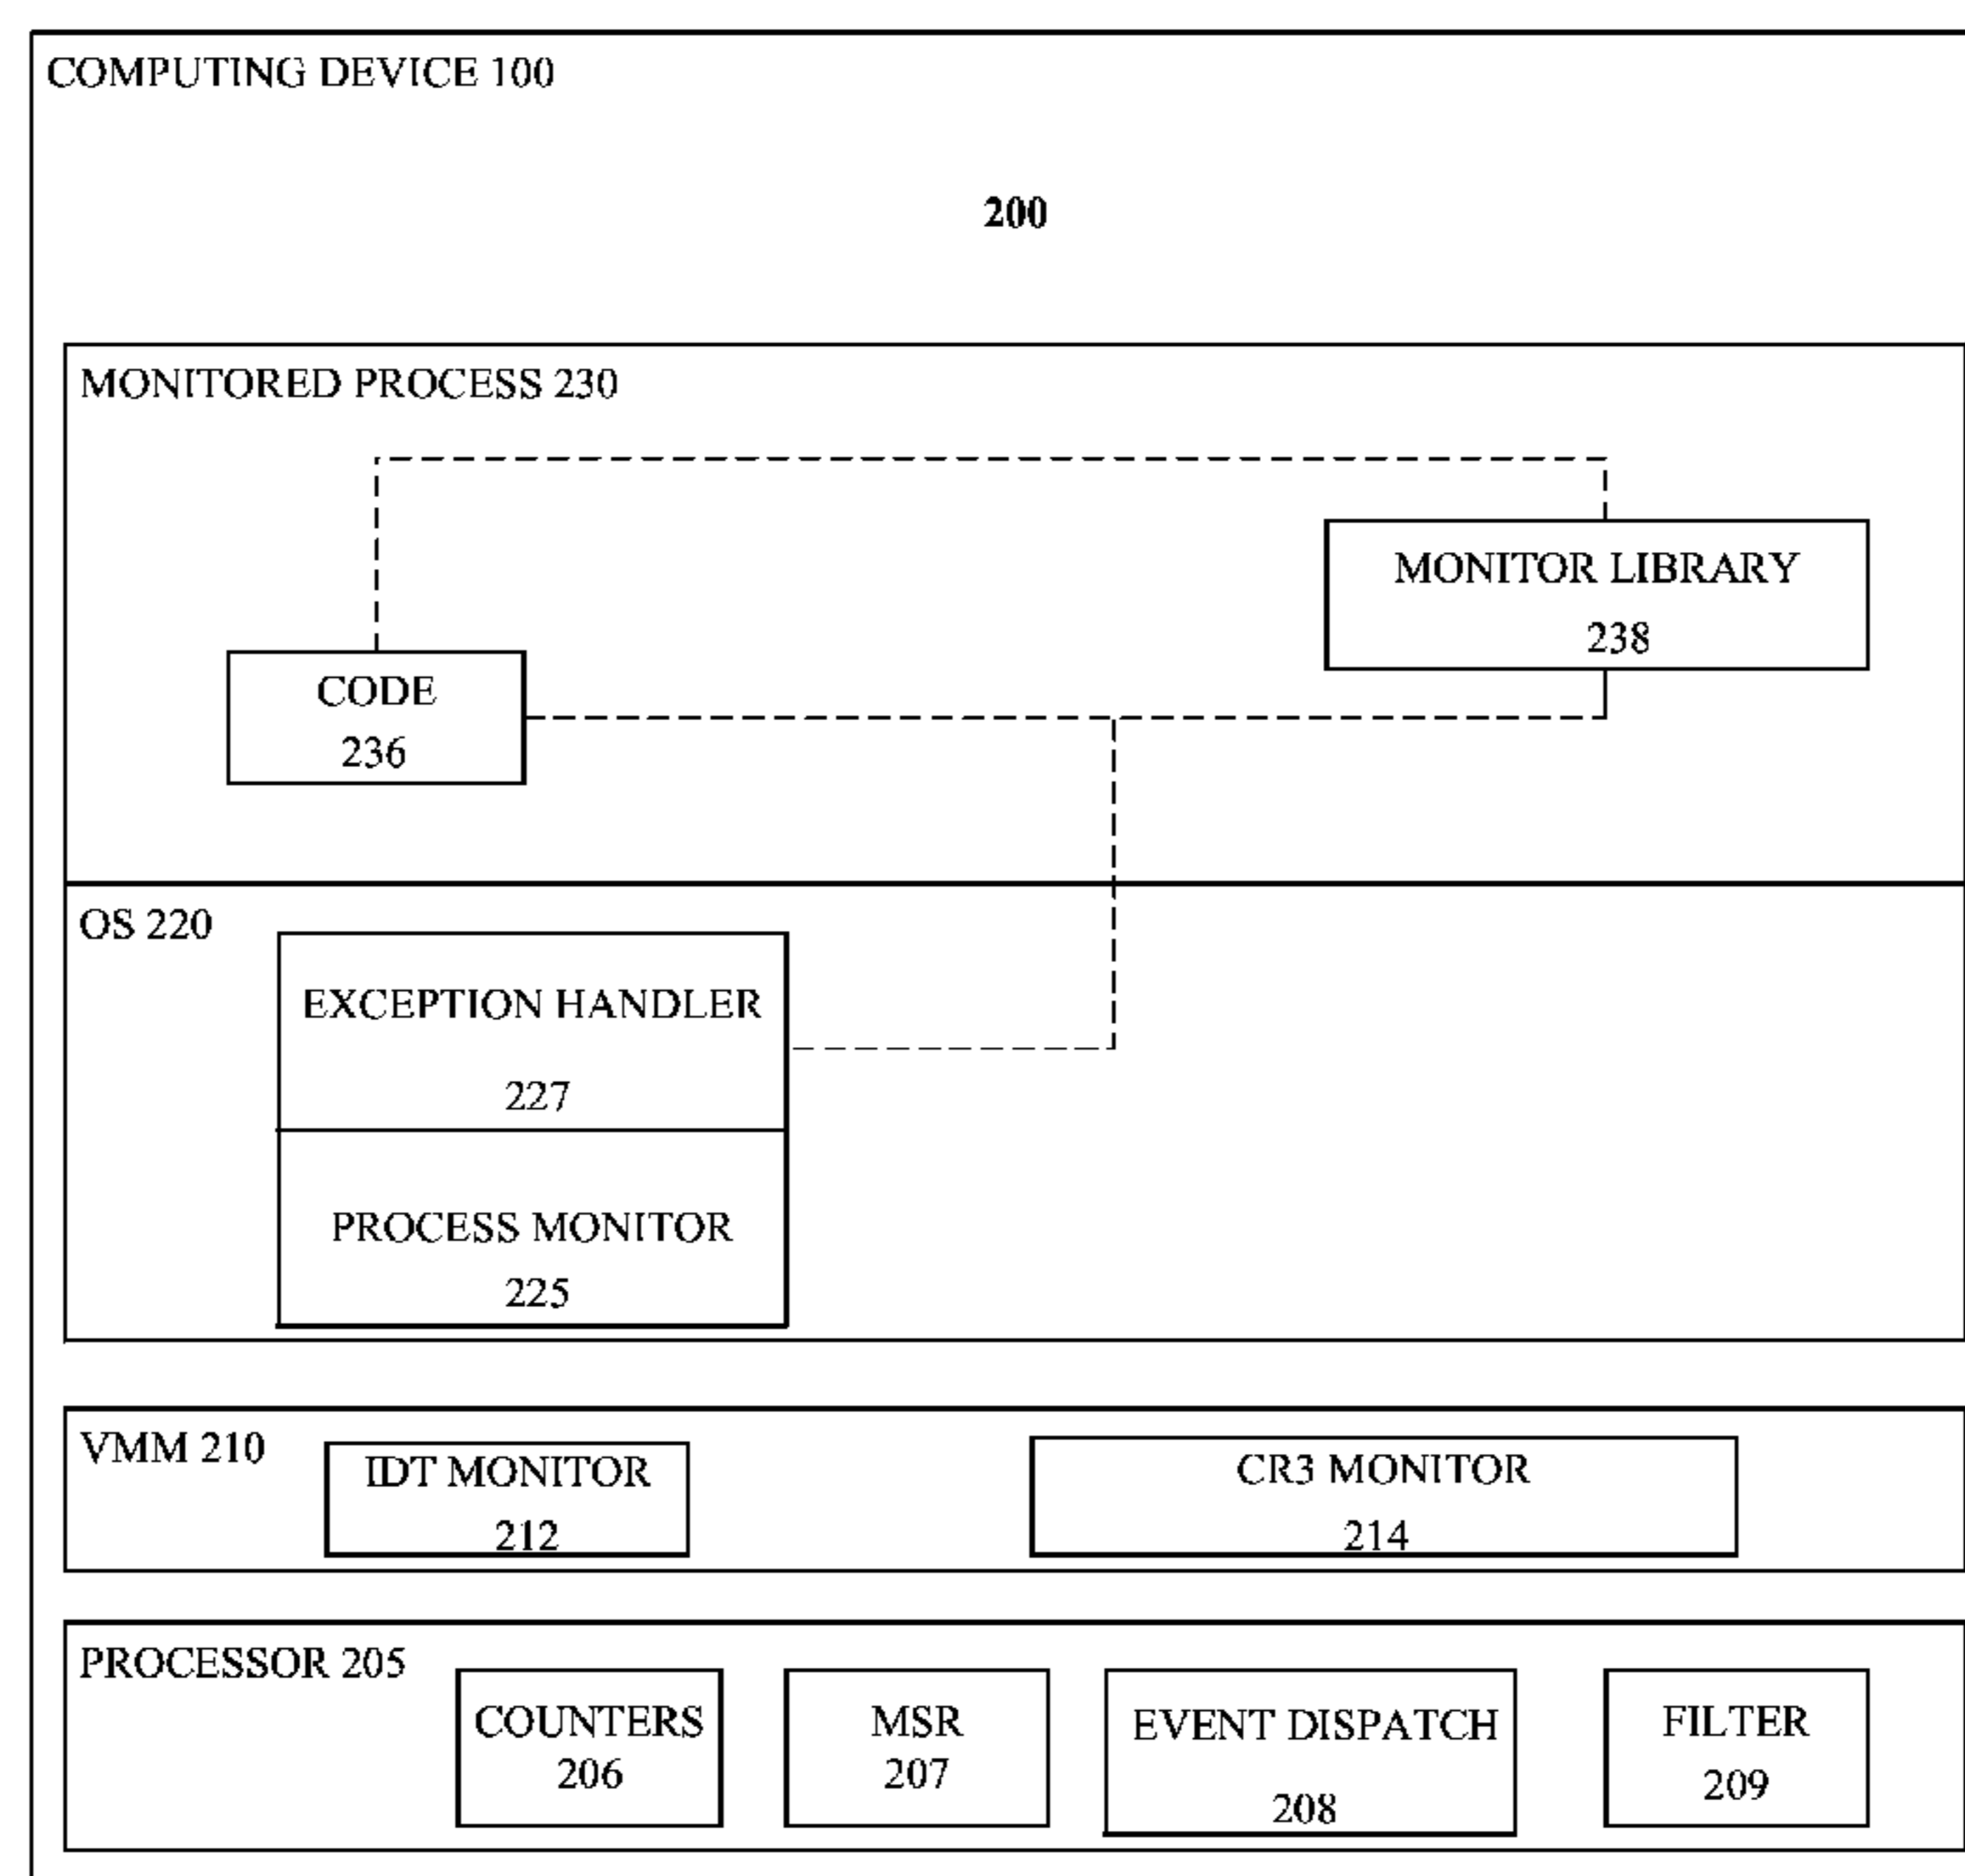 COMPUTING DEVICE 100
200
MONITORED PROCESS 230
MONITOR LIBRARY
238
CODE
236
OS 220
EXCEPTION HANDLER
227
PROCESS MONITOR
225
VMM 210
IDT MONITOR
212
CR3 MONITOR
214
PROCESSOR 205
COUNTERS
206
MSR
207
EVENT DISPATCH
208
FILTER
209